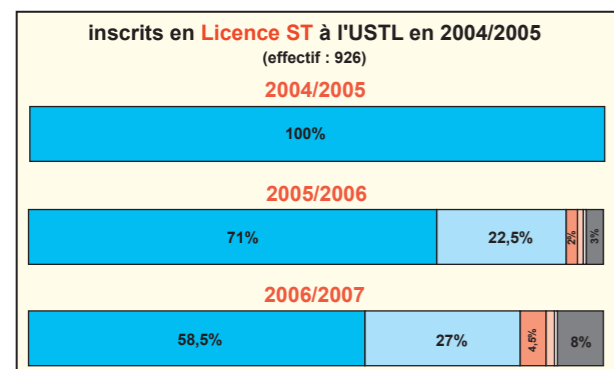 inscrits en Licence ST à l'USTL en 2004/2005
(effectif : 926)
2004/2005
100%
2005/2006
71% 22,5% 2% 3%
2006/2007
58,5% 27% 4,5% 8%